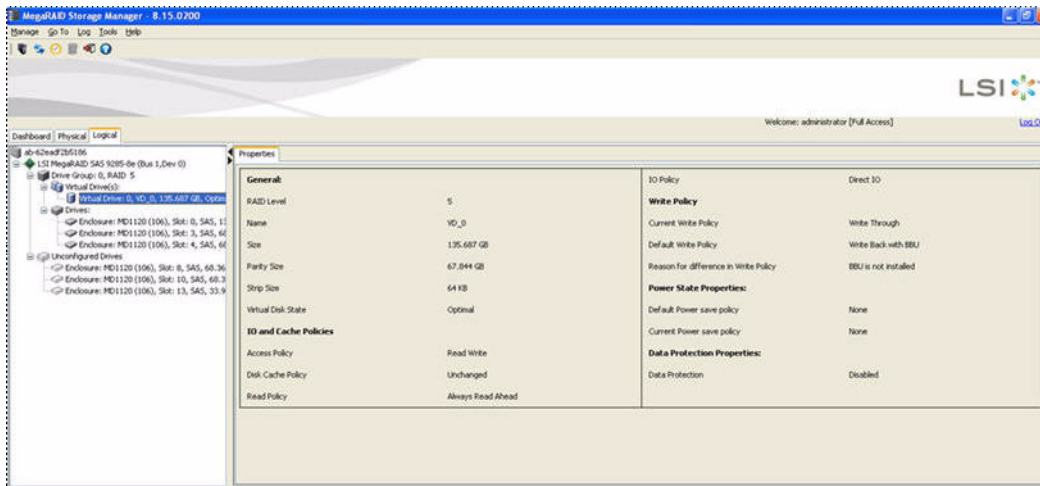 MegaRAID Storage Manager - 8.15.0200
Manage Go To Log Tools Help
LSI
Welcome: administrator [Full Access]
Log O
Dashboard Physical Logical
ab-62eadf2b5186
LSI MegaRAID SAS 9285-8e (Bus 1,Dev 0)
Drive Group: 0, RAID 5
Virtual Drive(s):
Virtual Drive: 0, VD_0, 135.687 GB, Optim
Drives:
Enclosure: MD1120 (106), Slot: 0, SAS, 13
Enclosure: MD1120 (106), Slot: 3, SAS, 68
Enclosure: MD1120 (106), Slot: 4, SAS, 68
Unconfigured Drives
Enclosure: MD1120 (106), Slot: 8, SAS, 68.36
Enclosure: MD1120 (106), Slot: 10, SAS, 68.3
Enclosure: MD1120 (106), Slot: 13, SAS, 33.9
Properties
General:
RAID Level 5
Name VD_0
Size 135.687 GB
Parity Size 67.844 GB
Strip Size 64 KB
Virtual Disk State Optimal
IO and Cache Policies
Access Policy Read Write
Disk Cache Policy Unchanged
Read Policy Always Read Ahead
IO Policy Direct IO
Write Policy
Current Write Policy Write Through
Default Write Policy Write Back with BBU
Reason for difference in Write Policy BBU is not installed
Power State Properties:
Default Power save policy None
Current Power save policy None
Data Protection Properties:
Data Protection Disabled